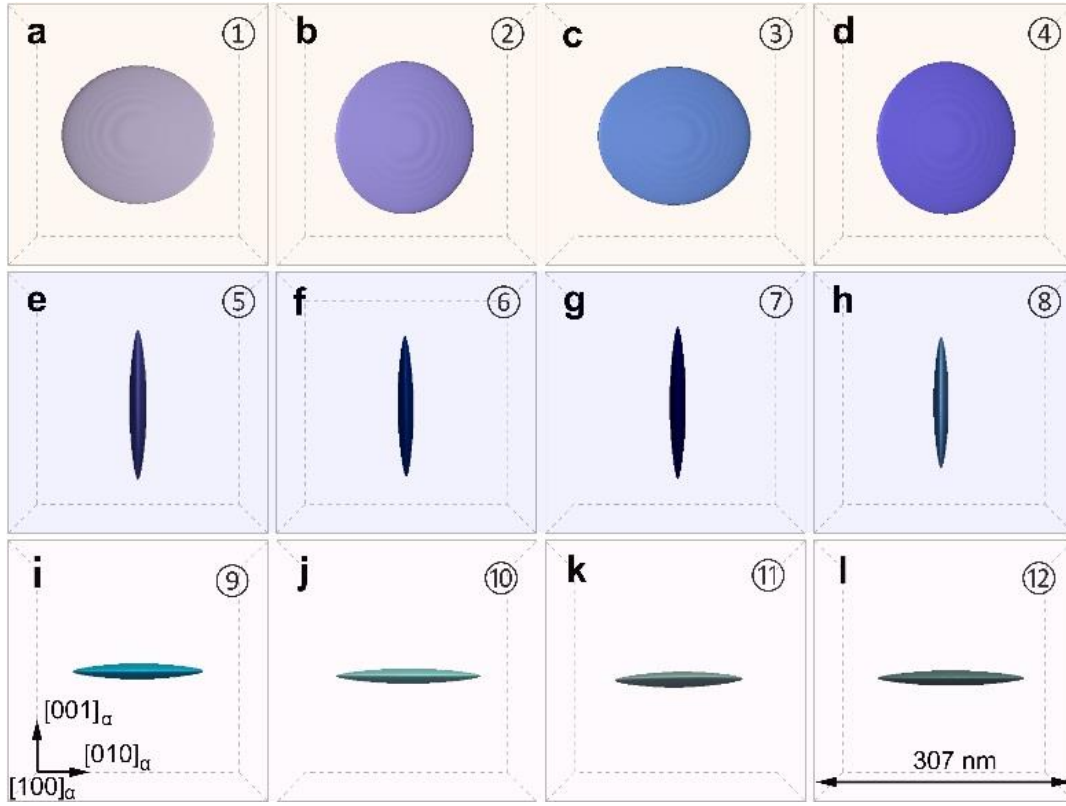 a ①
b ②
c ③
d ④
e ⑤
f ⑥
g ⑦
h ⑧
i ⑨
j ⑩
k ⑪
l ⑫
[001]α
[010]α
[100]α
307 nm